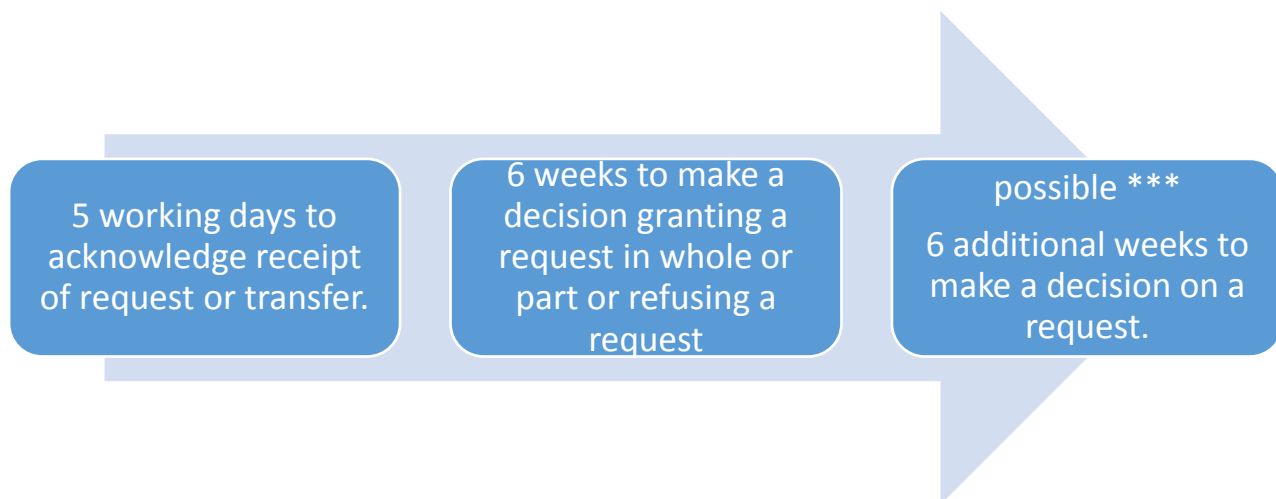 5 working days to
acknowledge receipt
of request or transfer.
6 weeks to make a
decision granting a
request in whole or
part or refusing a
request
possible ***
6 additional weeks to
make a decision on a
request.